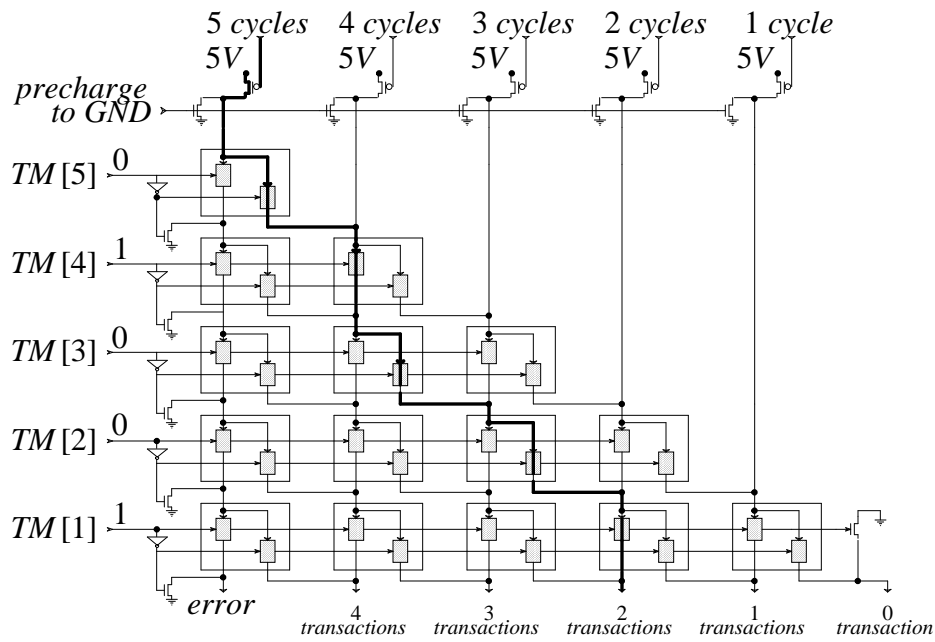 5 cycles 4 cycles 3 cycles 2 cycles 1 cycle
5V 5V 5V 5V 5V
precharge
to GND
TM [5] 0
TM [4] 1
TM [3] 0
TM [2] 0
TM [1] 1
error 4 3 2 1 0
transactions transactions transactions transactions transaction